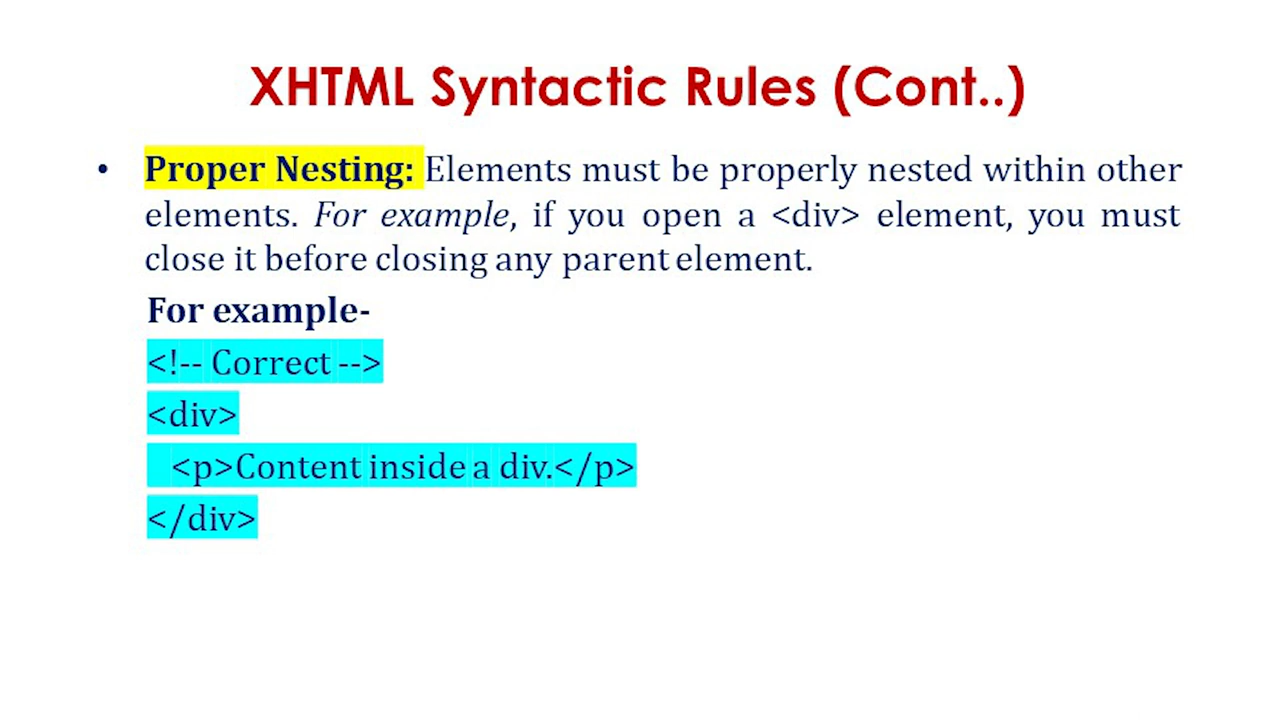 XHTML Syntactic Rules (Cont..)
• Proper Nesting: Elements must be properly nested within other
elements. For example, if you open a <div> element, you must
close it before closing any parent element.
For example-
<!-- Correct -->
<div>
<p>Content inside a div.</p>
</div>